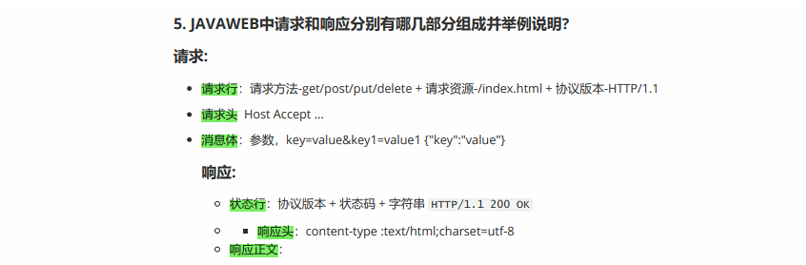 5. JAVAWEB中请求和响应分别有哪几部分组成并举例说明?
请求:
请求行：请求方法-get/post/put/delete + 请求资源-/index.html + 协议版本-HTTP/1.1
请求头 Host Accept ...
消息体：参数，key=value&key1=value1 {"key":"value"}
响应:
状态行：协议版本 + 状态码 + 字符串 HTTP/1.1 200 OK
响应头：content-type :text/html;charset=utf-8
响应正文：